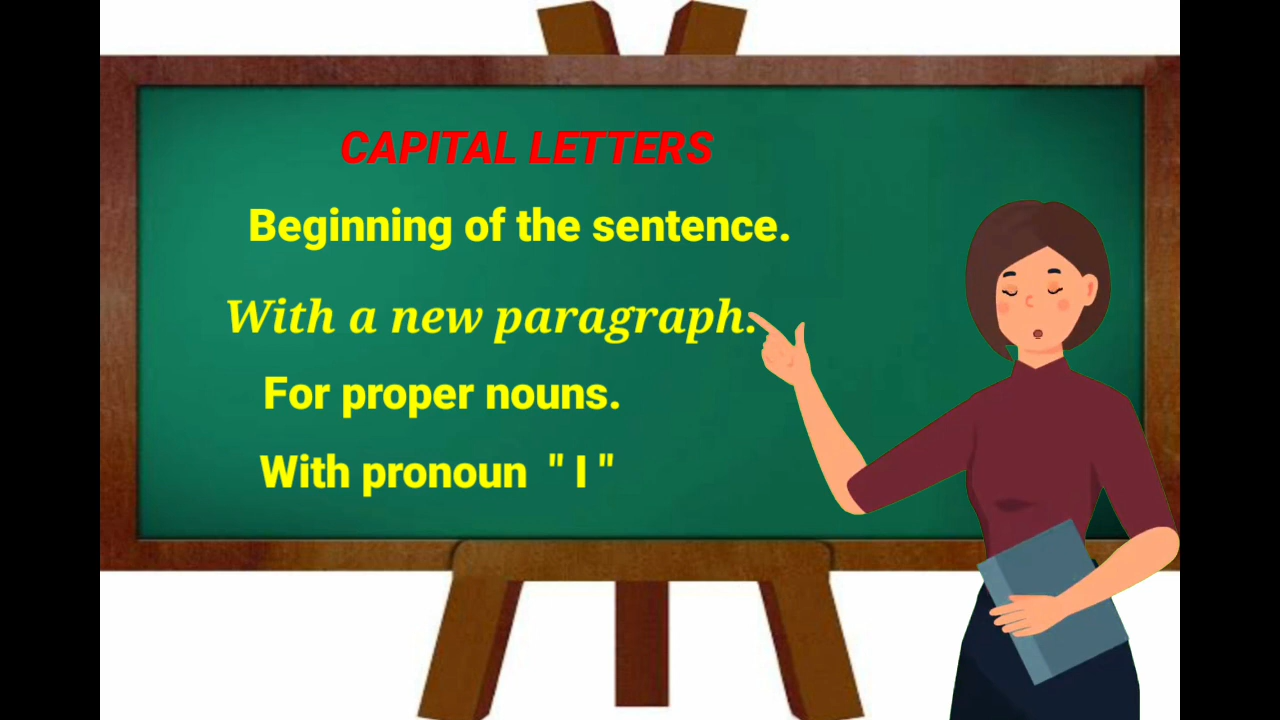 CAPITAL LETTERS
Beginning of the sentence.
With a new paragraph.
For proper nouns.
With pronoun " I "